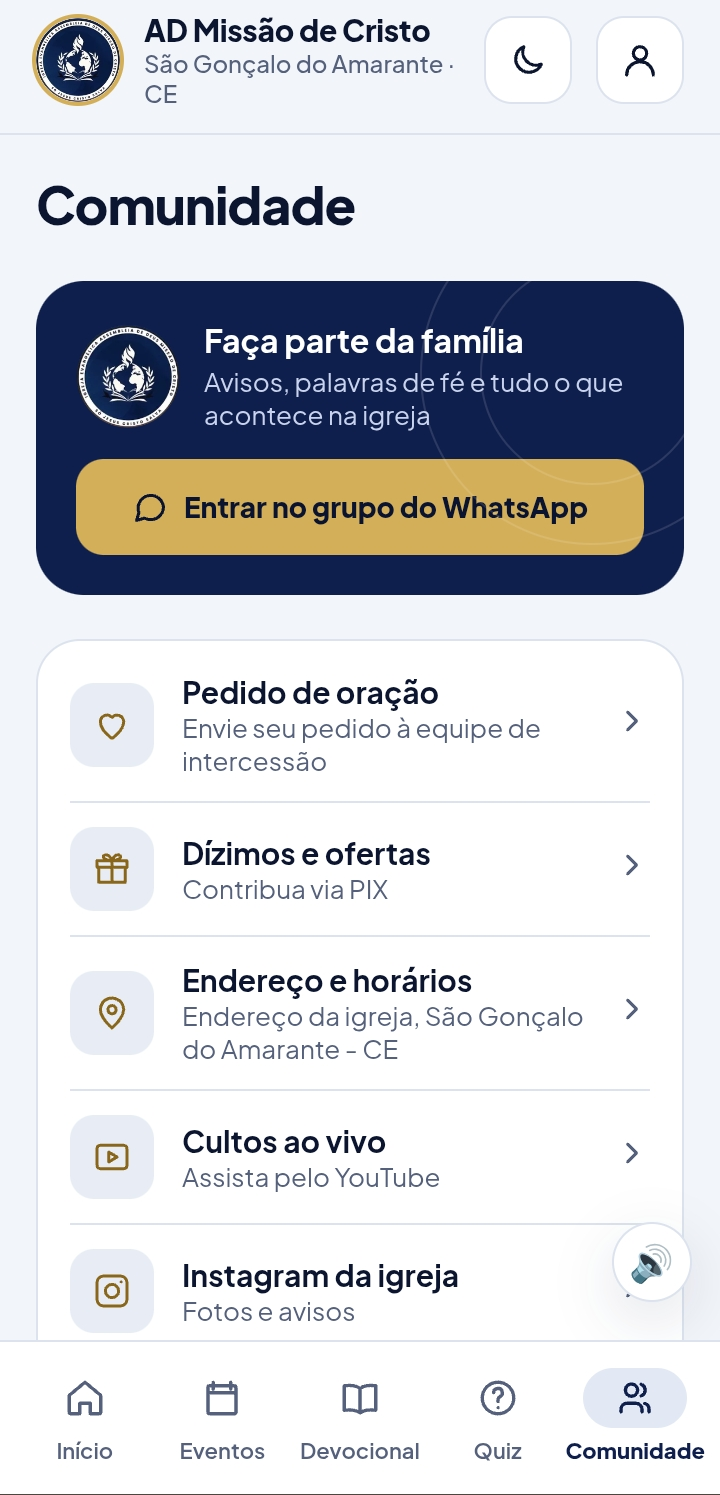 AD Missão de Cristo
São Gonçalo do Amarante ·
CE
Comunidade
Faça parte da família
Avisos, palavras de fé e tudo o que
acontece na igreja
Entrar no grupo do WhatsApp
Pedido de oração
Envie seu pedido à equipe de
intercessão
Dízimos e ofertas
Contribua via PIX
Endereço e horários
Endereço da igreja, São Gonçalo
do Amarante - CE
Cultos ao vivo
Assista pelo YouTube
Instagram da igreja
Fotos e avisos
Início
Eventos
Devocional
Quiz
Comunidade